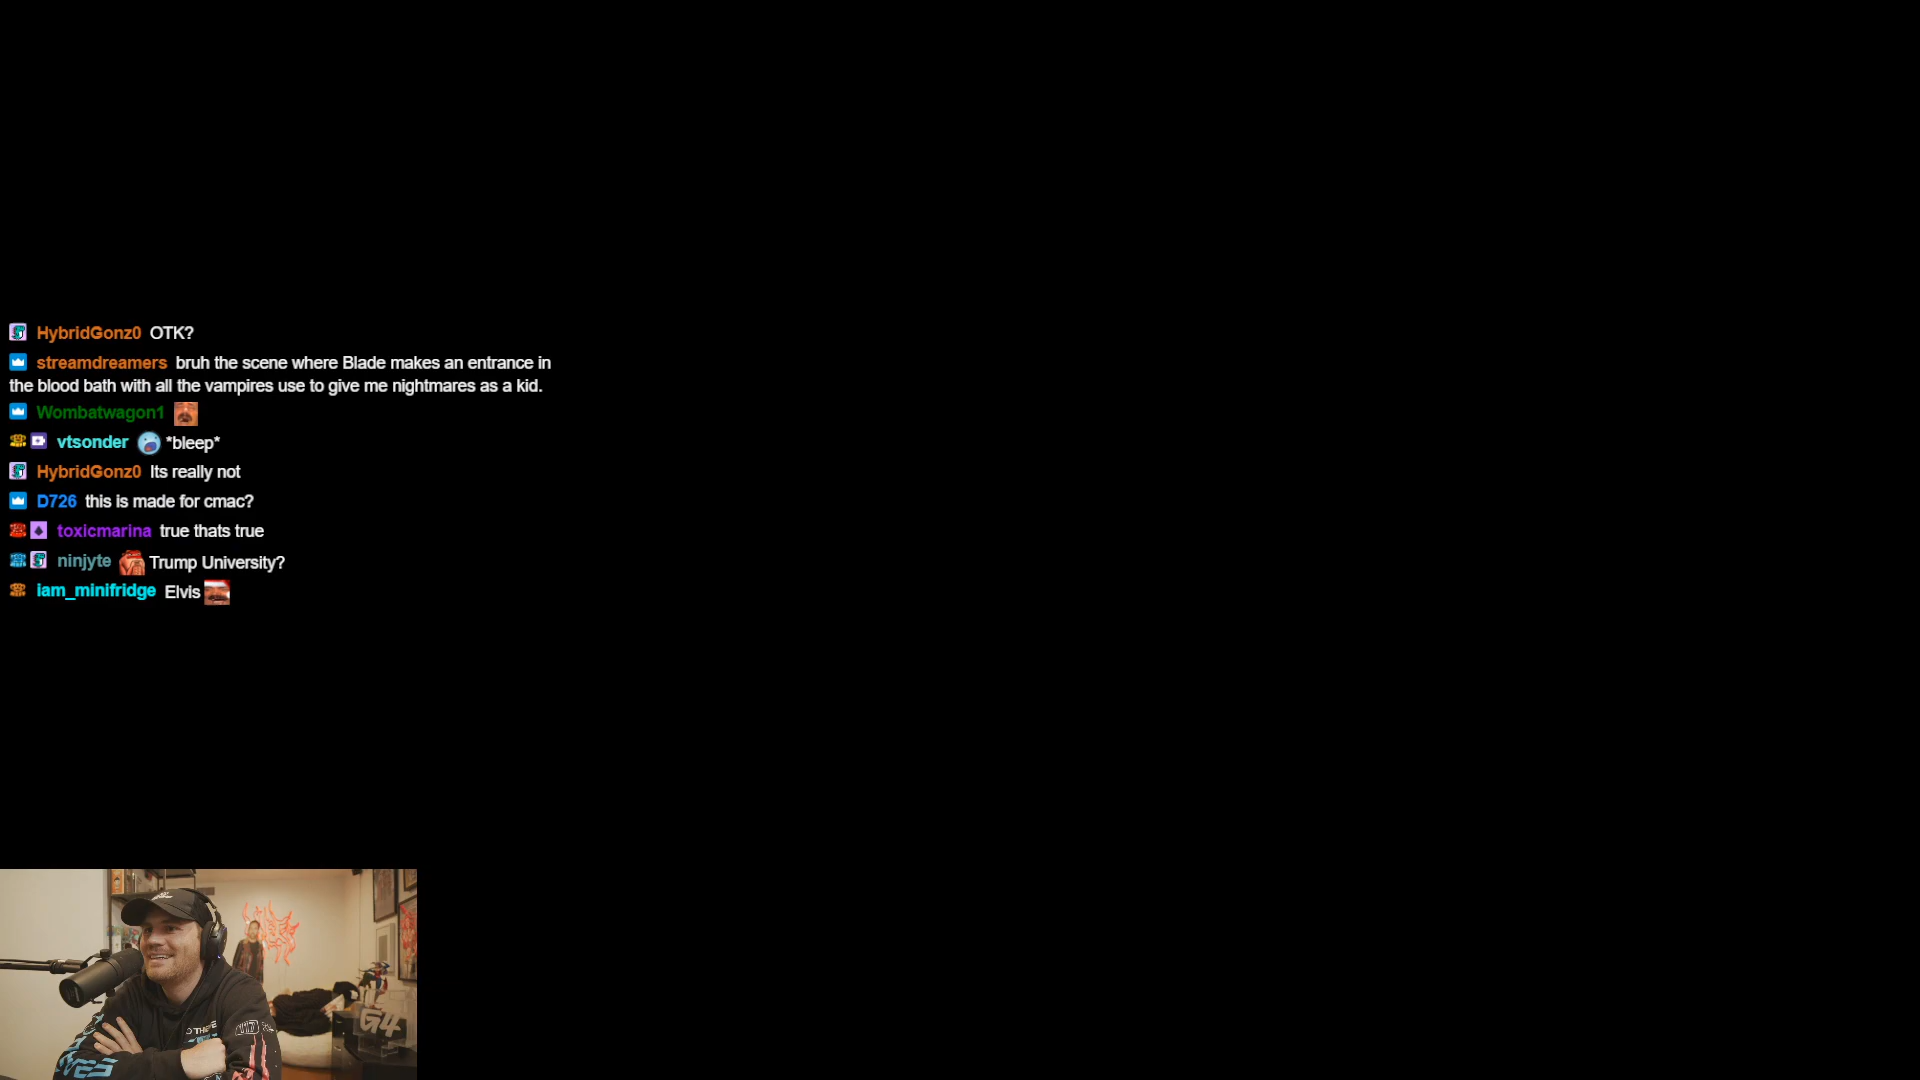 HybridGonz0 OTK?
streamdreamers bruh the scene where Blade makes an entrance in
the blood bath with all the vampires use to give me nightmares as a kid.
Wombatwagon1
vtsonder *bleep*
HybridGonz0 Its really not
D726 this is made for cmac?
toxicmarina true thats true
ninjyte Trump University?
iam_minifridge Elvis
G4